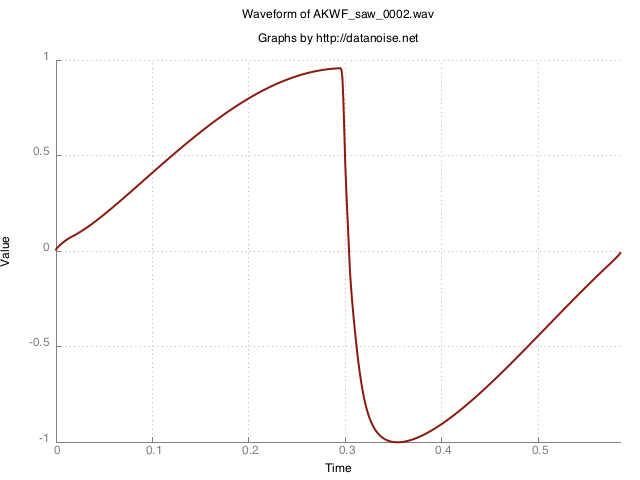 Waveform of AKWF_saw_0002.wav
Graphs by http://datanoise.net
1
0.5
0
-0.5
-1
Value
0 0.1 0.2 0.3 0.4 0.5
Time